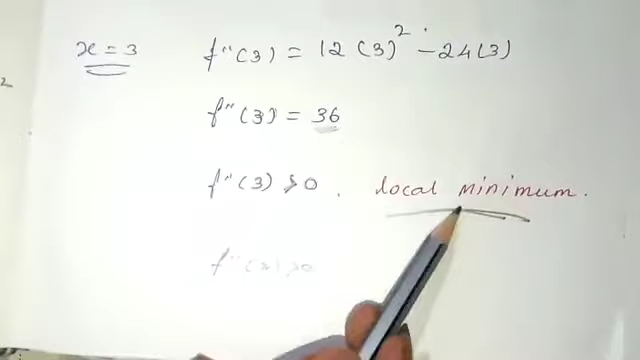 x = 3 f''(3) = 12(3)² - 24(3)
f''(3) = 36
f''(3) > 0. local minimum.